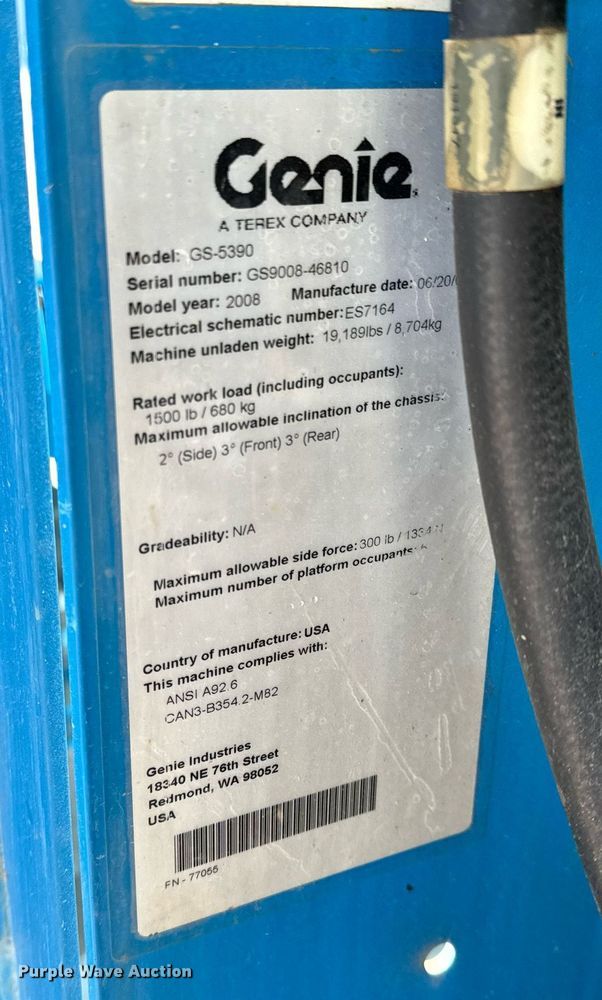 Genie
A TEREX COMPANY
Model: GS-5390
Serial number: GS9008-46810
Model year: 2008 Manufacture date: 06/20/
Electrical schematic number: ES7164
Machine unladen weight: 19,189lbs / 8,704kg
Rated work load (including occupants):
1500 lb / 680 kg
Maximum allowable inclination of the chassis:
2° (Side) 3° (Front) 3° (Rear)
Gradeability: N/A
Maximum allowable side force: 300 lb / 1334 N
Maximum number of platform occupants:
Country of manufacture: USA
This machine complies with:
ANSI A92.6
CAN3-B354.2-M82
Genie Industries
18340 NE 76th Street
Redmond, WA 98052
USA
PN - 77055
Purple Wave Auction